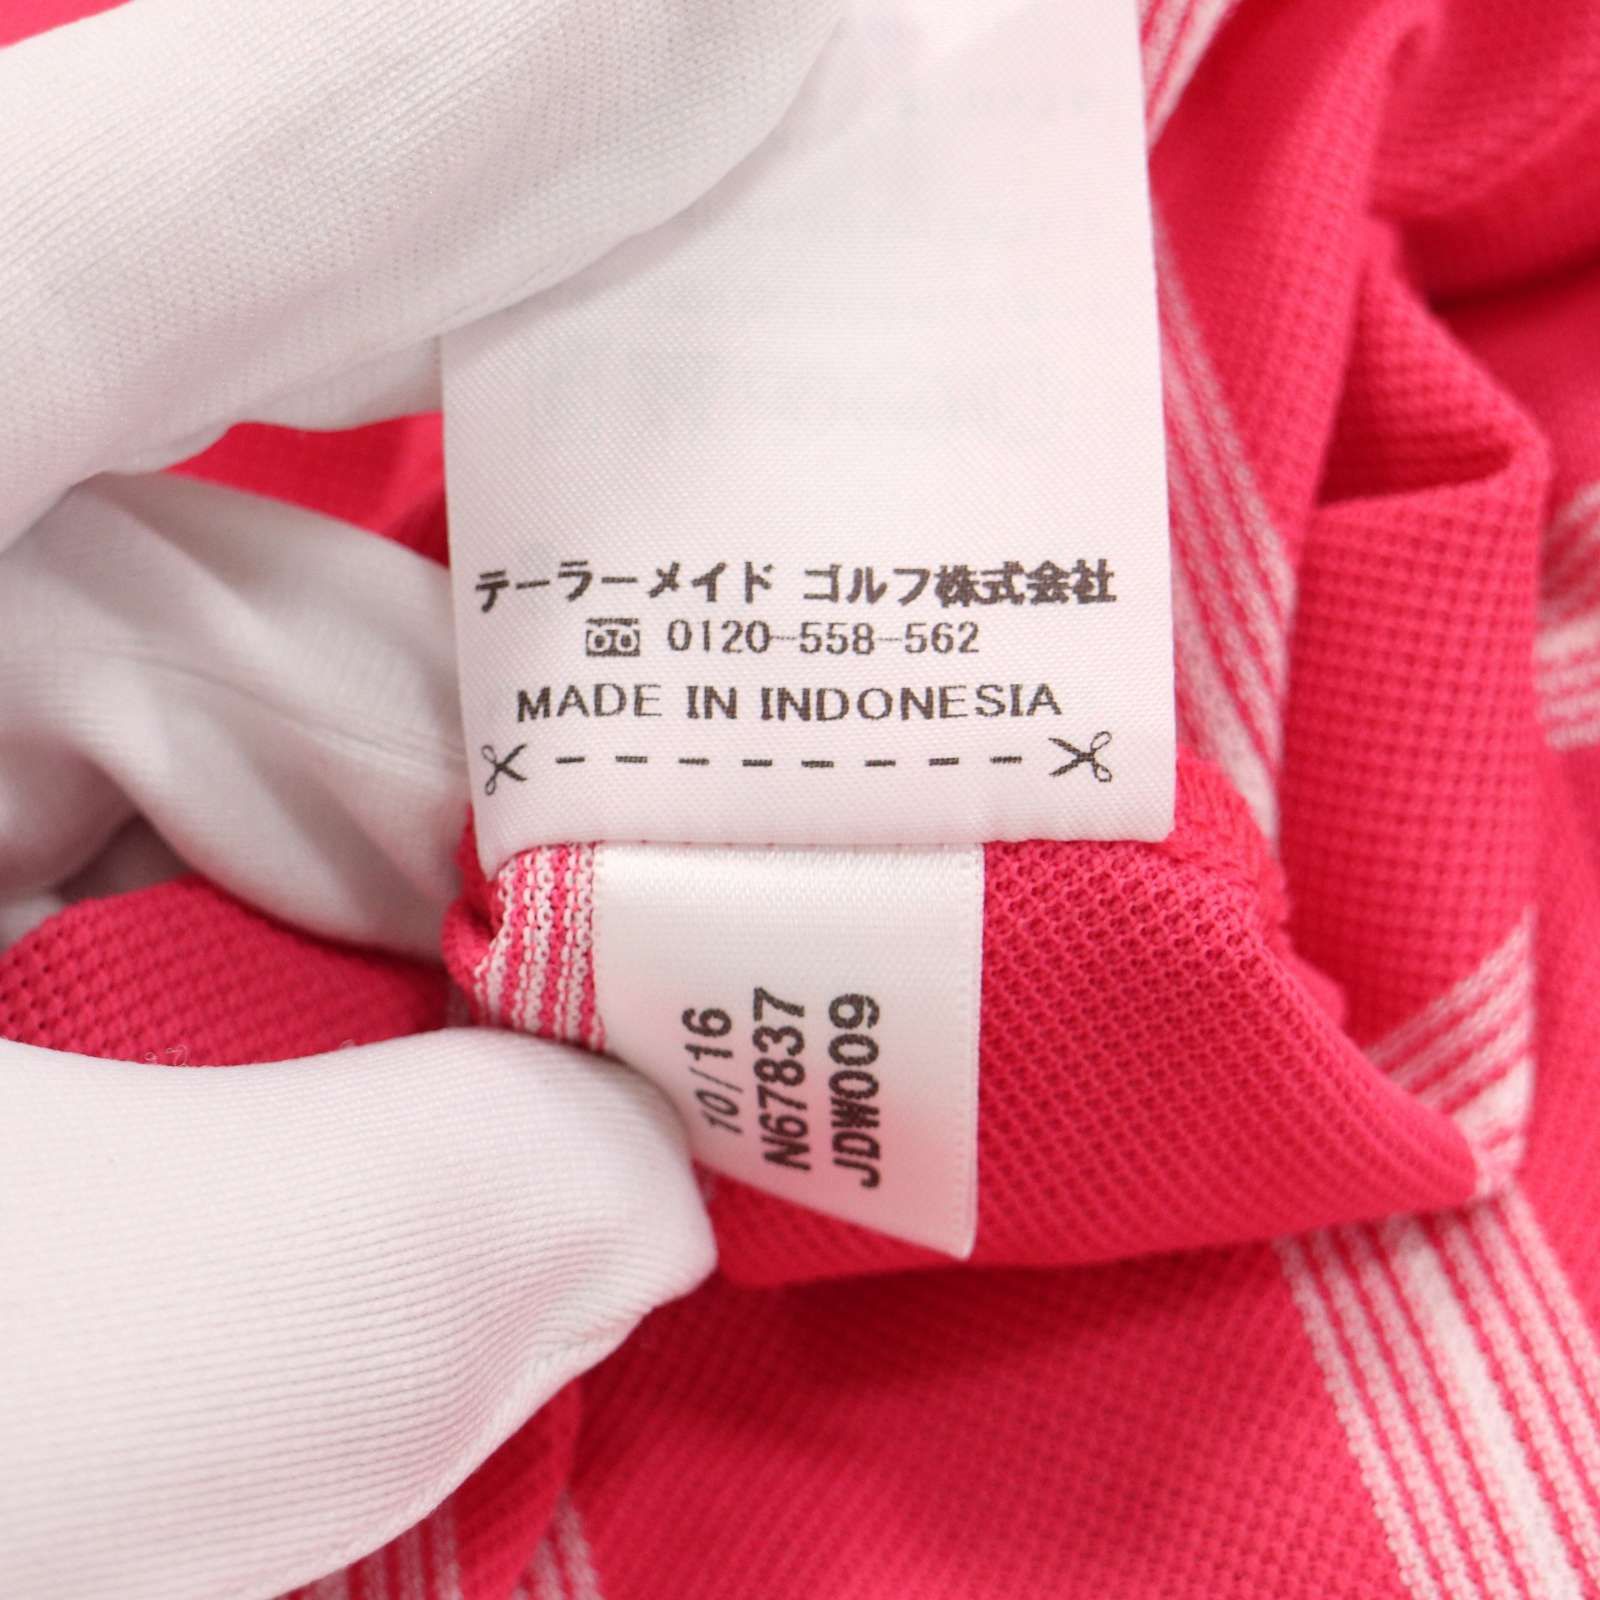 テーラーメイド ゴルフ株式会社
0120-558-562
MADE IN INDONESIA
10/16
N67837
JDW009